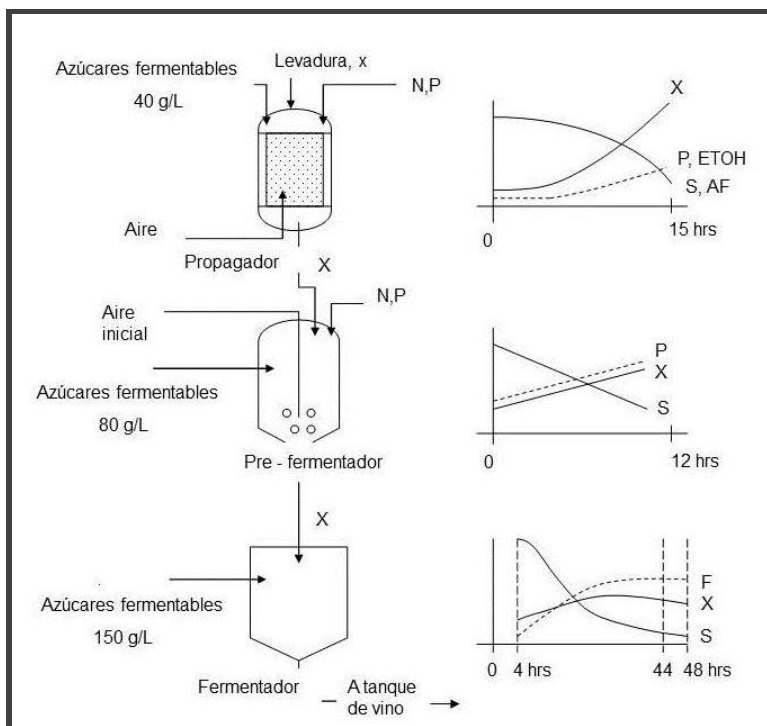 Azúcares fermentables
40 g/L
Levadura, x
N,P
Aire
Propagador
X
X
P, ETOH
S, AF
0
15 hrs
Aire
inicial
N,P
Azúcares fermentables
80 g/L
Pre - fermentador
P
X
S
0
12 hrs
X
Azúcares fermentables
150 g/L
Fermentador
A tanque
de vino
F
X
S
0
4 hrs
44
48 hrs